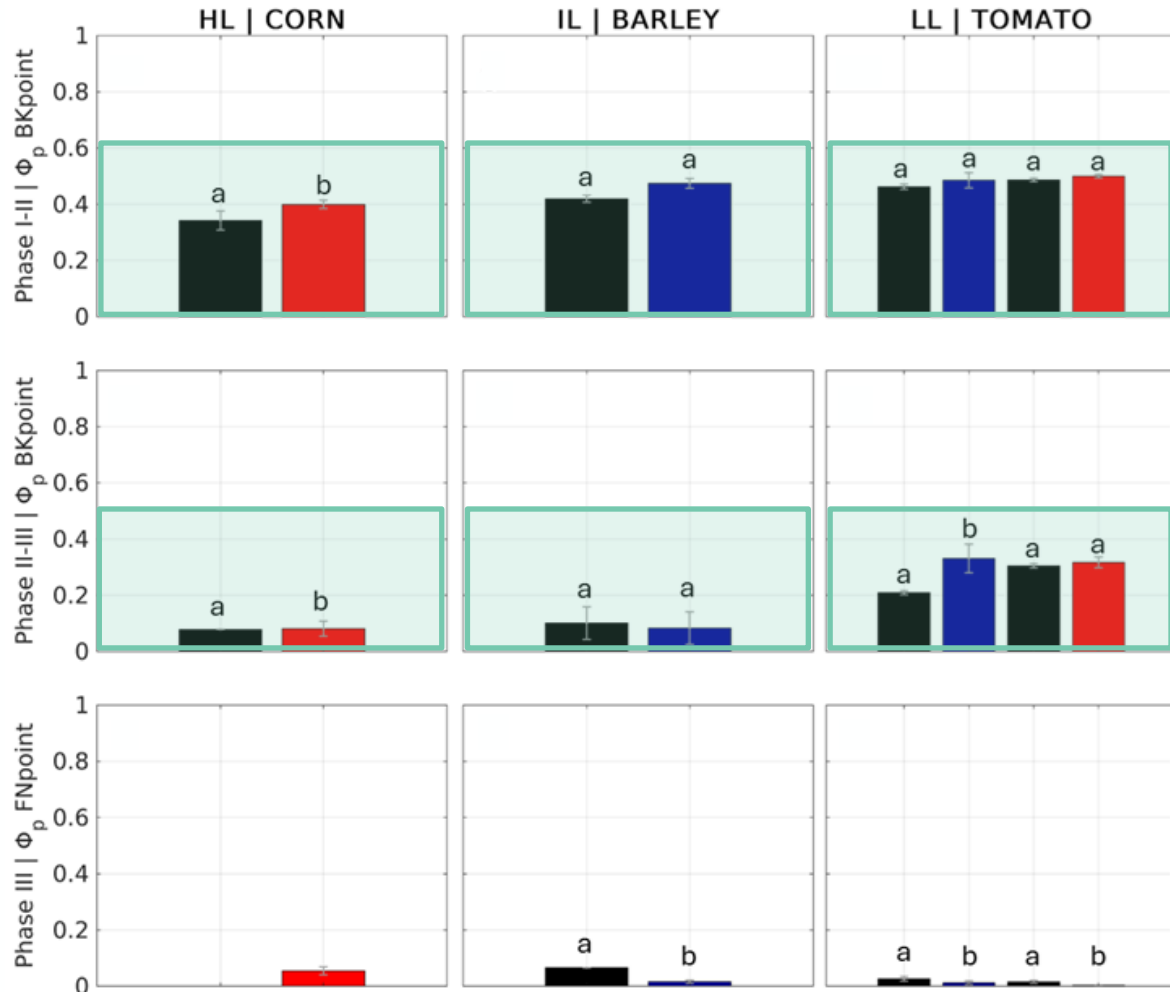 HL | CORN
IL | BARLEY
LL | TOMATO
Phase I-II | Φp BKpoint
1
0.8
0.6
0.4
0.2
0
a
b
a
a
a
a
a
a
Phase II-III | Φp BKpoint
1
0.8
0.6
0.4
0.2
0
a
b
a
a
a
b
a
a
Phase III | Φp FNpoint
1
0.8
0.6
0.4
0.2
0
a
b
a
b
a
b